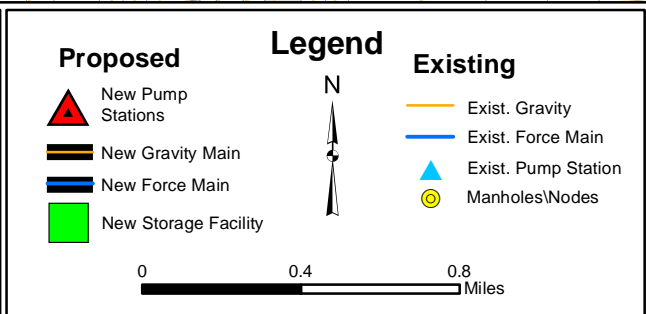 Legend
Proposed
New Pump
Stations
New Gravity Main
New Force Main
New Storage Facility
N
Existing
Exist. Gravity
Exist. Force Main
Exist. Pump Station
Manholes\Nodes
0 0.4 0.8
Miles